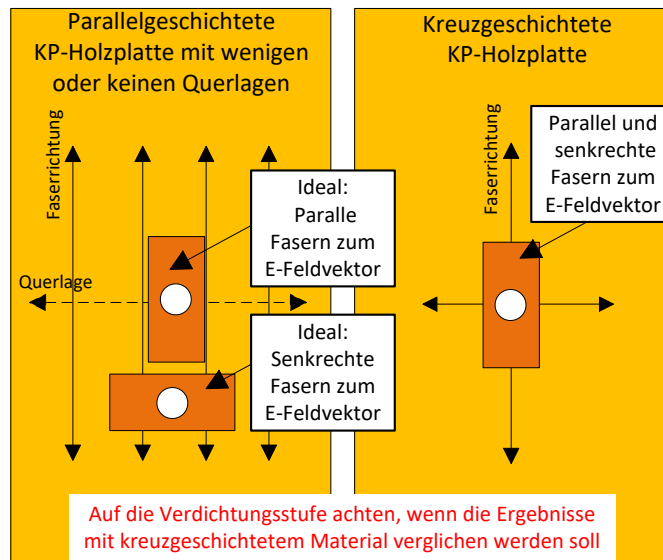 Parallelgeschichtete
KP-Holzplatte mit wenigen
oder keinen Querlagen
Faserrichtung
Ideal:
Paralle
Fasern zum
E-Feldvektor
Querlage
Ideal:
Senkrechte
Fasern zum
E-Feldvektor
Kreuzgeschichtete
KP-Holzplatte
Faserrichtung
Parallel und
senkrechte
Fasern zum
E-Feldvektor
Auf die Verdichtungsstufe achten, wenn die Ergebnisse
mit kreuzgeschichtetem Material verglichen werden soll